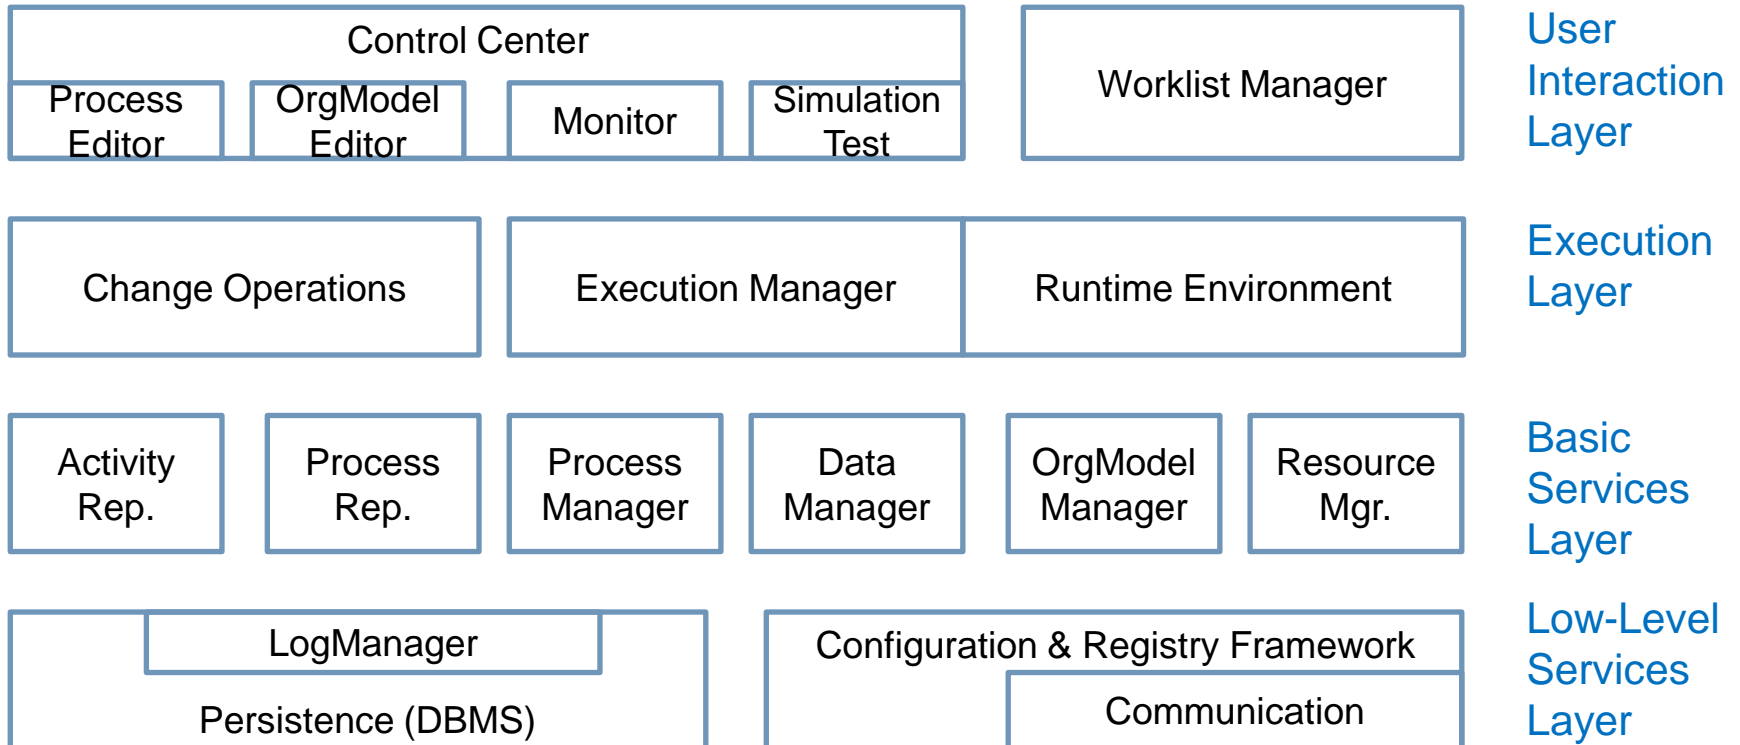 Control Center
Process
Editor
OrgModel
Editor
Monitor
Simulation
Test
Worklist Manager
User
Interaction
Layer
Change Operations
Execution Manager
Runtime Environment
Execution
Layer
Activity
Rep.
Process
Rep.
Process
Manager
Data
Manager
OrgModel
Manager
Resource
Mgr.
Basic
Services
Layer
LogManager
Persistence (DBMS)
Configuration & Registry Framework
Communication
Low-Level
Services
Layer